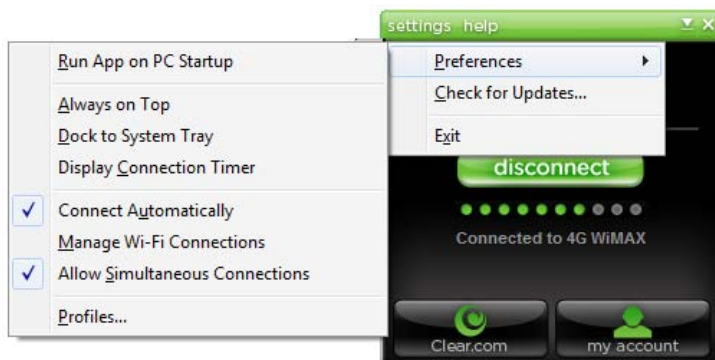 settings help
Preferences
Check for Updates...
Exit
Run App on PC Startup
Always on Top
Dock to System Tray
Display Connection Timer
Connect Automatically
Manage Wi-Fi Connections
Allow Simultaneous Connections
Profiles...
disconnect
Connected to 4G WiMAX
Clear.com
my account